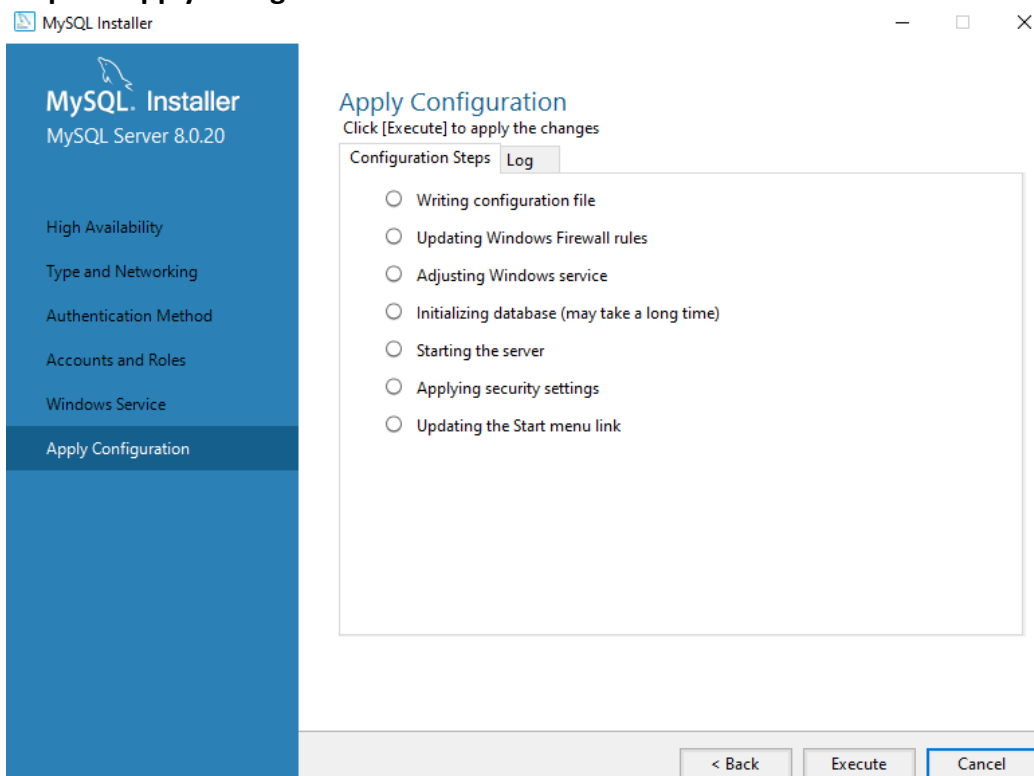 MySQL Installer
MySQL. Installer
MySQL Server 8.0.20
High Availability
Type and Networking
Authentication Method
Accounts and Roles
Windows Service
Apply Configuration
Apply Configuration
Click [Execute] to apply the changes
Configuration Steps
Log
Writing configuration file
Updating Windows Firewall rules
Adjusting Windows service
Initializing database (may take a long time)
Starting the server
Applying security settings
Updating the Start menu link
< Back
Execute
Cancel